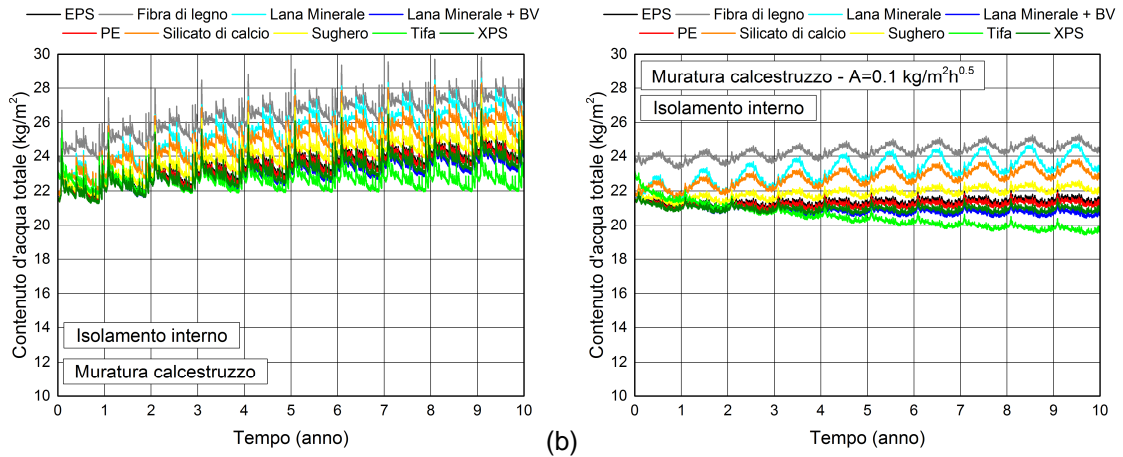 EPS Fibra di legno Lana Minerale Lana Minerale + BV
PE Silicato di calcio Sughero Tifa XPS
Contenuto d'acqua totale (kg/m²)
30
28
26
24
22
20
18
16
14
12
10
Isolamento interno
Muratura calcestruzzo
0 1 2 3 4 5 6 7 8 9 10
Tempo (anno)
(b)
EPS Fibra di legno Lana Minerale Lana Minerale + BV
PE Silicato di calcio Sughero Tifa XPS
Contenuto d'acqua totale (kg/m²)
30
28
26
24
22
20
18
16
14
12
10
Muratura calcestruzzo - A=0.1 kg/m²h⁰·⁵
Isolamento interno
0 1 2 3 4 5 6 7 8 9 10
Tempo (anno)